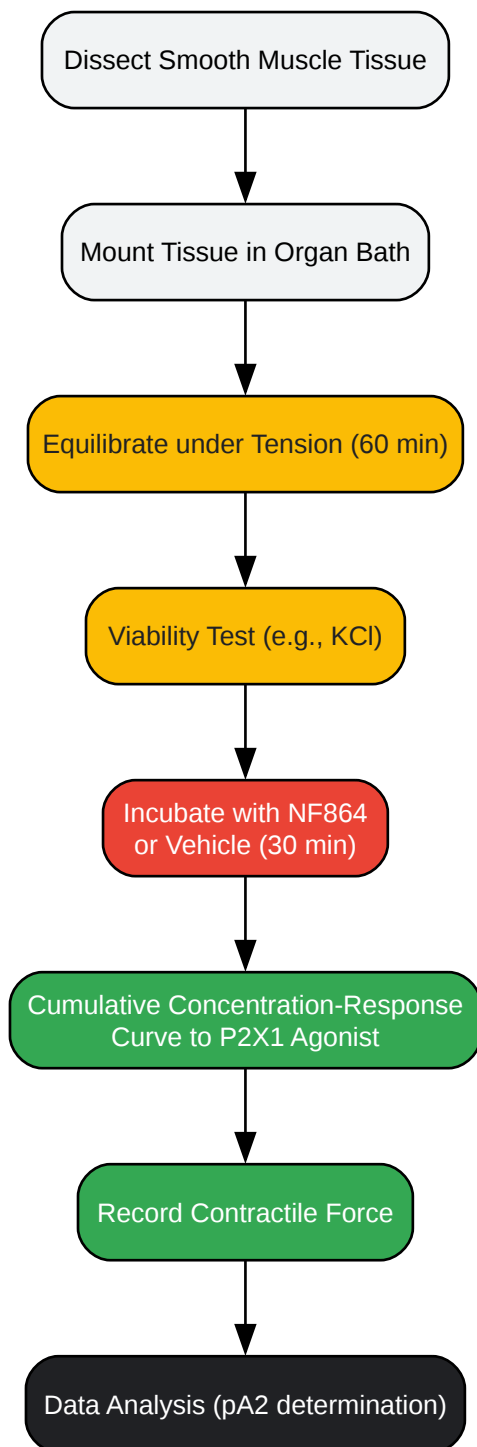 Dissect Smooth Muscle Tissue
Mount Tissue in Organ Bath
Equilibrate under Tension (60 min)
Viability Test (e.g., KCl)
Incubate with NF864
or Vehicle (30 min)
Cumulative Concentration-Response
Curve to P2X1 Agonist
Record Contractile Force
Data Analysis (pA2 determination)